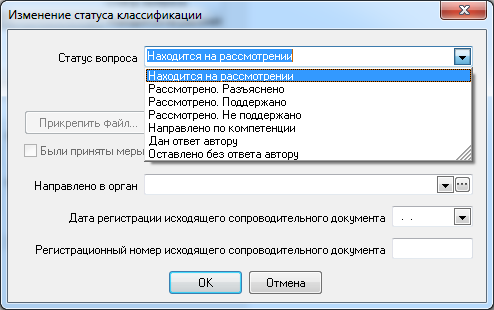 Изменение статуса классификации
Статус вопроса
Находится на рассмотрении
Находится на рассмотрении
Рассмотрено. Разъяснено
Рассмотрено. Поддержано
Рассмотрено. Не поддержано
Направлено по компетенции
Дан ответ автору
Оставлено без ответа автору
Прикрепить файл...
Были приняты меры
Направлено в орган
Дата регистрации исходящего сопроводительного документа
. .
Регистрационный номер исходящего сопроводительного документа
OK
Отмена